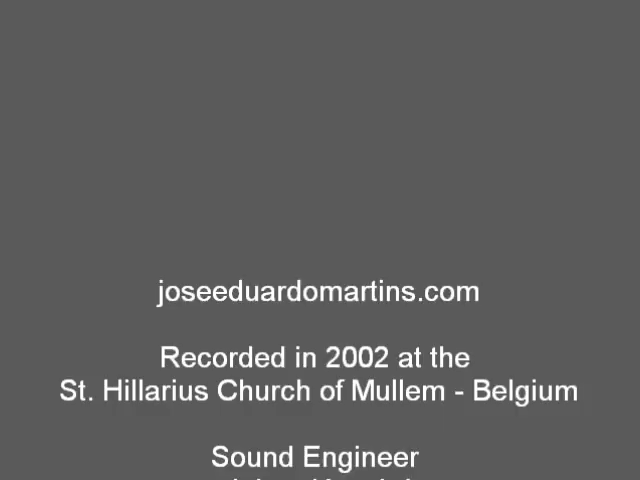 joseeduardomartins.com
Recorded in 2002 at the
St. Hillarius Church of Mullem - Belgium
Sound Engineer